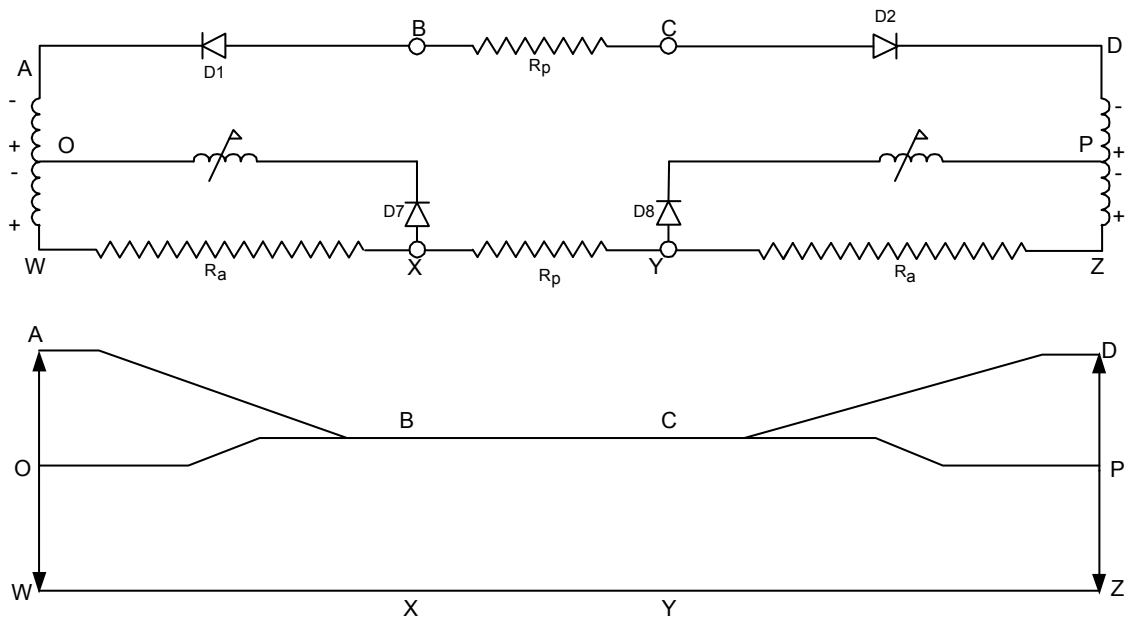 B C D2
A D1 Rp D
- -
+ O P +
- -
+ D7 D8 +
W Ra X Rp Y Ra Z
A D
B C
O P
W Z
X Y